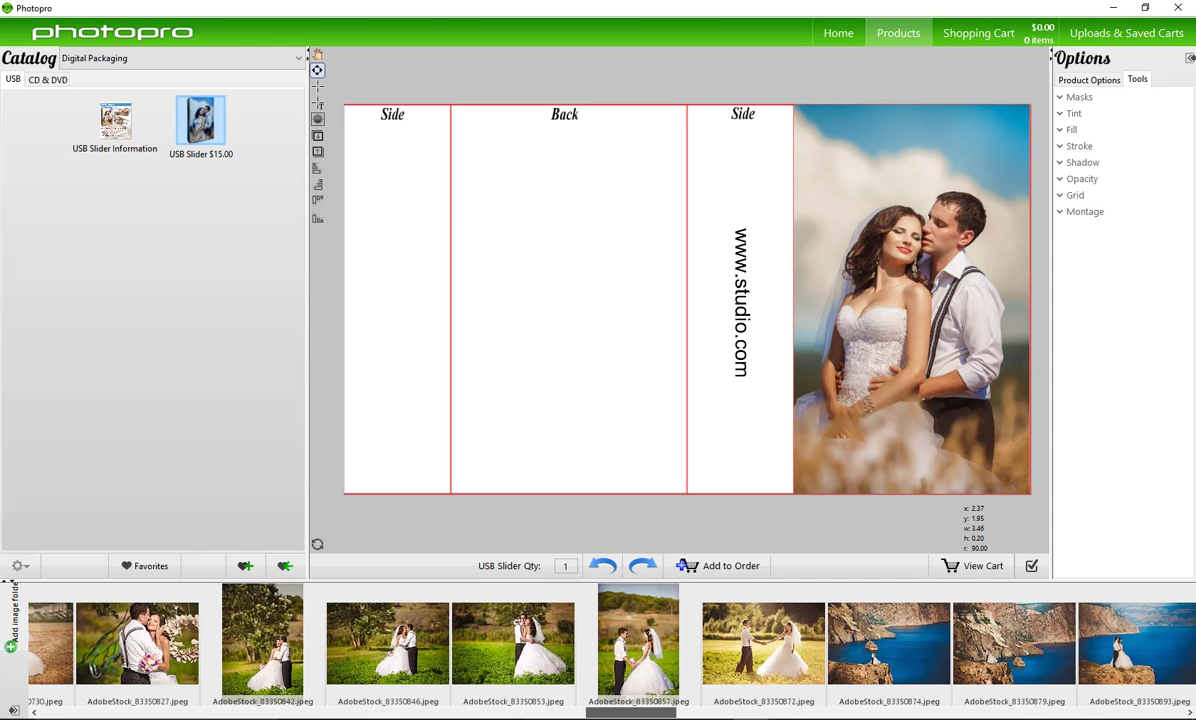 Photopro
photopro
Home
Products
Shopping Cart
$0.00
0 items
Uploads & Saved Carts
Catalog
Digital Packaging
USB
CD & DVD
USB Slider Information
USB Slider $15.00
Side
Back
Side
www.studio.com
x: 2.37
y: 1.95
w: 3.46
h: 0.20
r: 90.00
Options
Product Options
Tools
Masks
Tint
Fill
Stroke
Shadow
Opacity
Grid
Montage
Favorites
USB Slider Qty:
1
Add to Order
View Cart
Add image folde
0730.jpeg
AdobeStock_83350827.jpeg
AdobeStock_83350842.jpeg
AdobeStock_83350846.jpeg
AdobeStock_83350853.jpeg
AdobeStock_83350857.jpeg
AdobeStock_83350872.jpeg
AdobeStock_83350874.jpeg
AdobeStock_83350879.jpeg
AdobeStock_83350893.jpeg